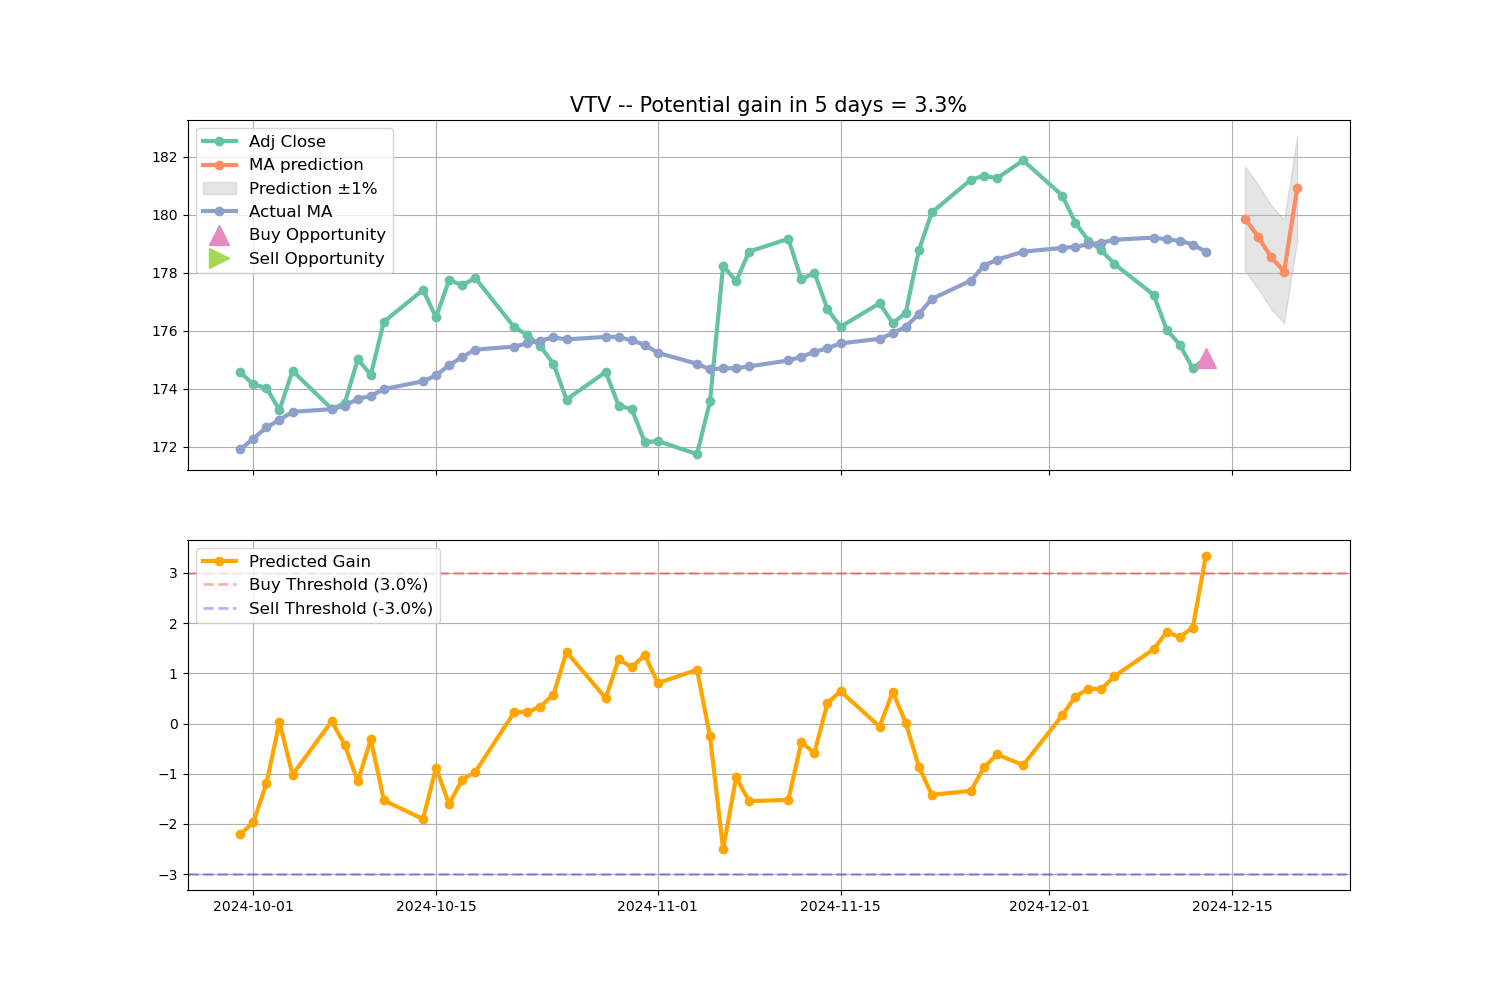 VTV -- Potential gain in 5 days = 3.3%
Adj Close
MA prediction
Prediction ±1%
Actual MA
Buy Opportunity
Sell Opportunity
182
180
178
176
174
172
Predicted Gain
Buy Threshold (3.0%)
Sell Threshold (-3.0%)
3
2
1
0
−1
−2
−3
2024-10-01 2024-10-15 2024-11-01 2024-11-15 2024-12-01 2024-12-15